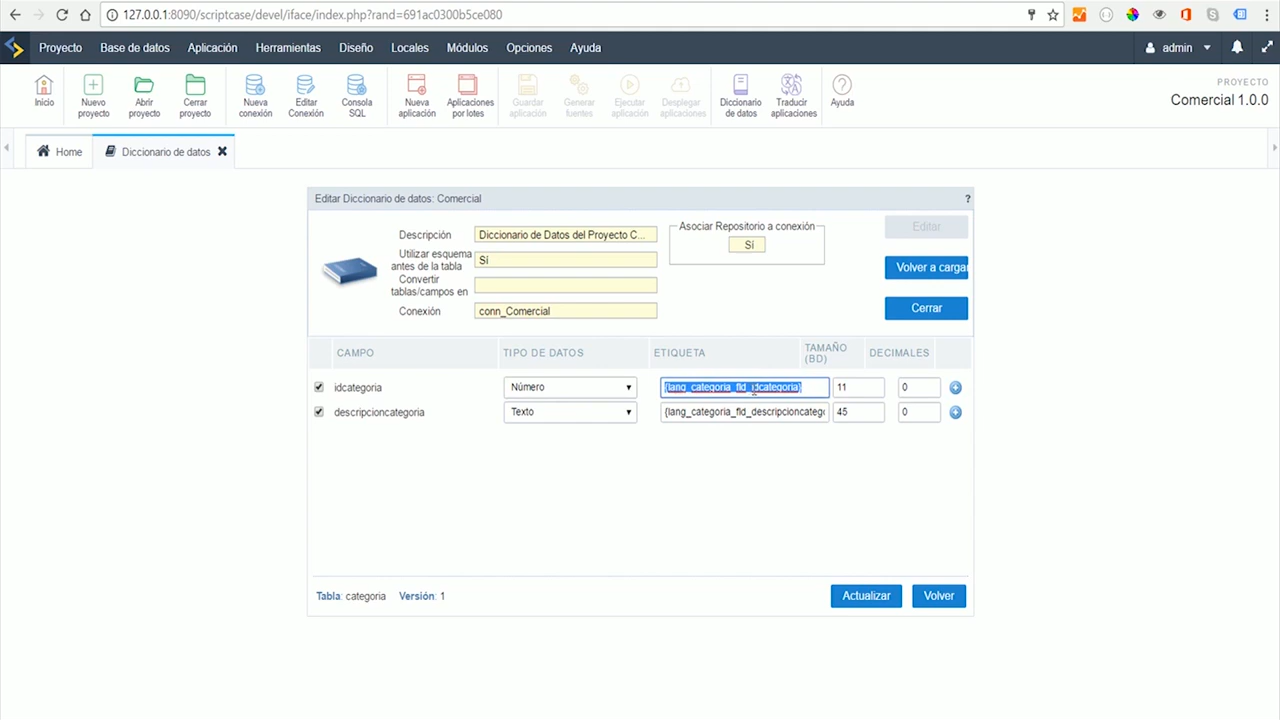 127.0.0.1:8090/scriptcase/devel/iface/index.php?rand=691ac0300b5ce080
Proyecto Base de datos Aplicación Herramientas Diseño Locales Módulos Opciones Ayuda admin
Inicio Nuevo proyecto Abrir proyecto Cerrar proyecto Nueva conexión Editar Conexión Consola SQL Nueva aplicación Aplicaciones por lotes Guardar aplicación Generar fuentes Ejecutar aplicación Desplegar aplicaciones Diccionario de datos Traducir aplicaciones Ayuda
PROYECTO
Comercial 1.0.0
Home Diccionario de datos
Editar Diccionario de datos: Comercial ?
Descripción Diccionario de Datos del Proyecto C...
Utilizar esquema antes de la tabla Sí
Convertir tablas/campos en
Conexión conn_Comercial
Asociar Repositorio a conexión
Sí
Editar
Volver a cargar
Cerrar
CAMPO TIPO DE DATOS ETIQUETA TAMAÑO (BD) DECIMALES
idcategoria Número {lang_categoria_fld_idcategoria} 11 0
descripcioncategoria Texto {lang_categoria_fld_descripcioncatego 45 0
Tabla: categoria Versión: 1 Actualizar Volver